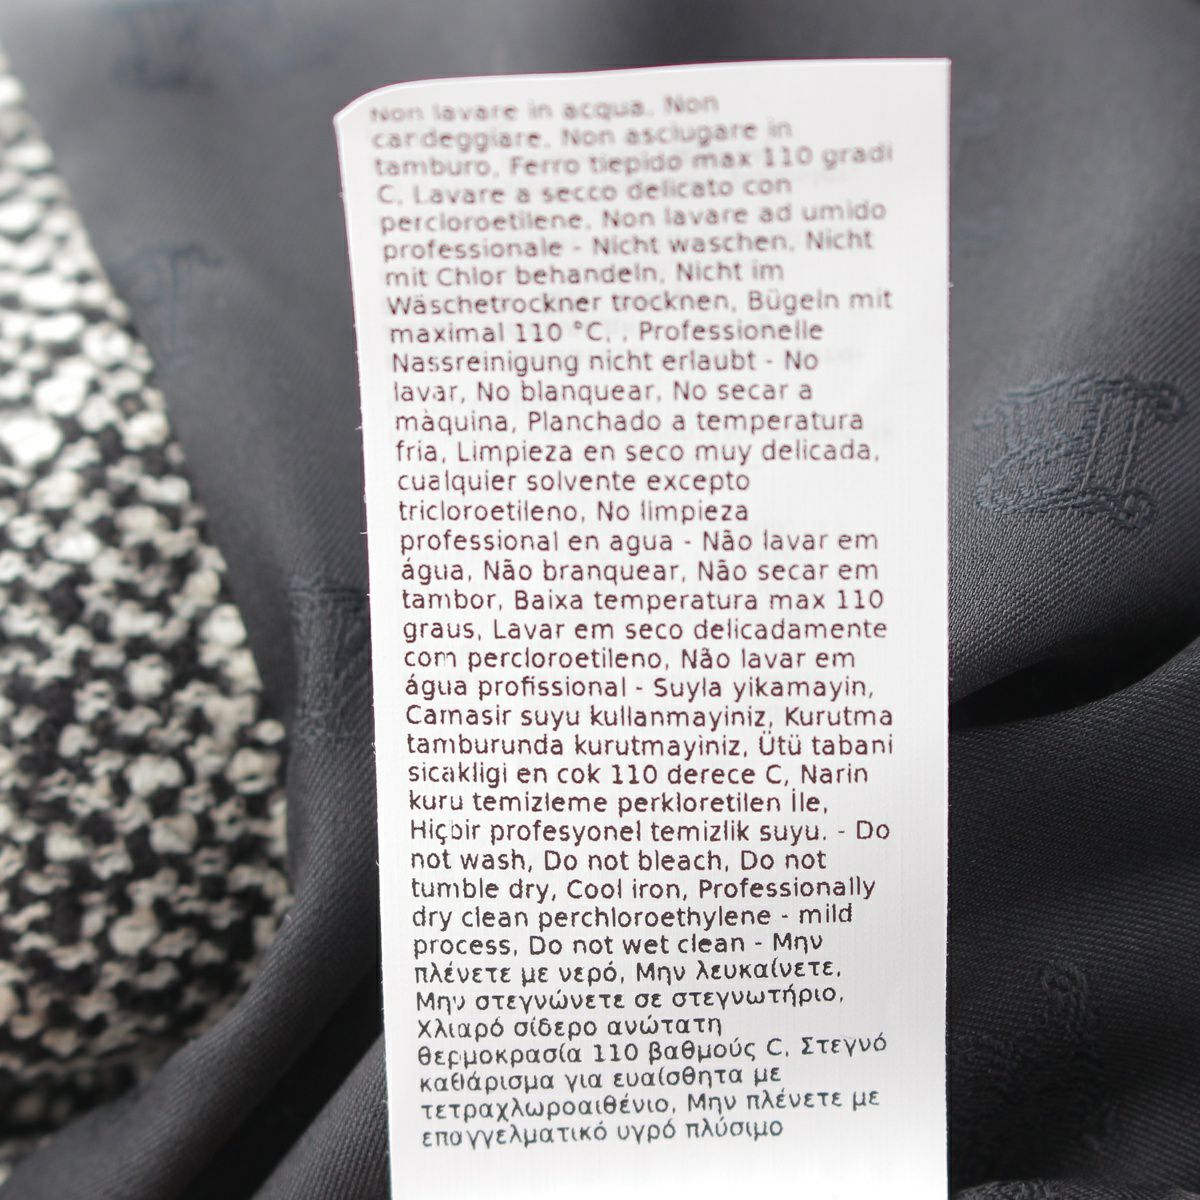 Non lavare in acqua, Non
cardeggiare, Non asciugare in
tamburo, Ferro tiepido max 110 gradi
C, Lavare a secco delicato con
percloroetilene, Non lavare ad umido
professionale - Nicht waschen, Nicht
mit Chlor behandeln, Nicht im
Wäschetrockner trocknen, Bügeln mit
maximal 110 °C, , Professionelle
Nassreinigung nicht erlaubt - No
lavar, No blanquear, No secar a
màquina, Planchado a temperatura
fria, Limpieza en seco muy delicada,
cualquier solvente excepto
tricloroetileno, No limpieza
professional en agua - Não lavar em
água, Não branquear, Não secar em
tambor, Baixa temperatura max 110
graus, Lavar em seco delicadamente
com percloroetileno, Não lavar em
água profissional - Suyla yikamayin,
Camasir suyu kullanmayiniz, Kurutma
tamburunda kurutmayiniz, Ütü tabani
sicakligi en cok 110 derece C, Narin
kuru temizleme perkloretilen İle,
Hiçbir profesyonel temizlik suyu. - Do
not wash, Do not bleach, Do not
tumble dry, Cool iron, Professionally
dry clean perchloroethylene - mild
process, Do not wet clean - Μην
πλένετε με νερό, Μην λευκαίνετε,
Μην στεγνώνετε σε στεγνωτήριο,
Χλιαρό σίδερο ανώτατη
θερμοκρασία 110 βαθμούς C, Στεγνό
καθάρισμα για ευαίσθητα με
τετραχλωροαιθένιο, Μην πλένετε με
επαγγελματικό υγρό πλύσιμο